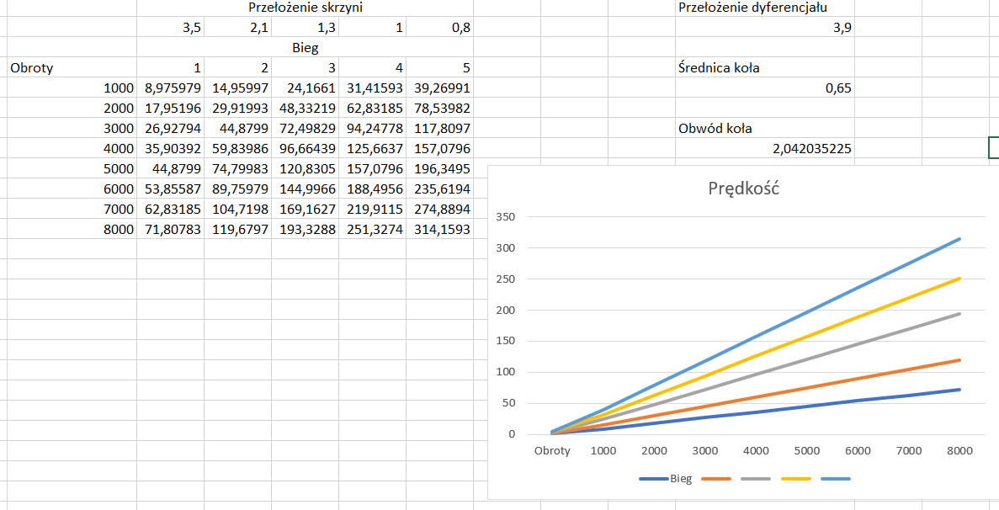 Przełożenie skrzyni Przełożenie dyferencjału
3,5 2,1 1,3 1 0,8 3,9
Bieg
Obroty 1 2 3 4 5 Średnica koła
1000 8,975979 14,95997 24,1661 31,41593 39,26991 0,65
2000 17,95196 29,91993 48,33219 62,83185 78,53982
3000 26,92794 44,8799 72,49829 94,24778 117,8097 Obwód koła
4000 35,90392 59,83986 96,66439 125,6637 157,0796 2,042035225
5000 44,8799 74,79983 120,8305 157,0796 196,3495
6000 53,85587 89,75979 144,9966 188,4956 235,6194
7000 62,83185 104,7198 169,1627 219,9115 274,8894
8000 71,80783 119,6797 193,3288 251,3274 314,1593
Prędkość
350
300
250
200
150
100
50
0
Obroty 1000 2000 3000 4000 5000 6000 7000 8000
Bieg